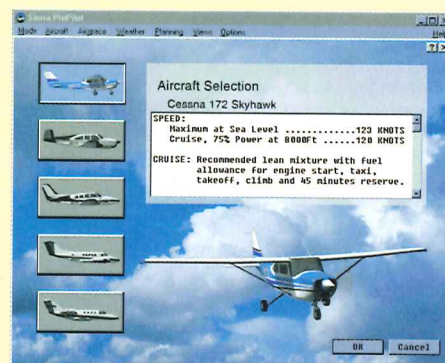 Sierra ProPilot
Mode Aircraft Airspace Weather Planning Views Options Help
Aircraft Selection
Cessna 172 Skyhawk
SPEED:
Maximum at Sea Level ............123 KNOTS
Cruise, 75% Power at 8000Ft .....120 KNOTS
CRUISE: Recommended lean mixture with fuel
allowance for engine start, taxi,
takeoff, climb and 45 minutes reserve.
OK Cancel